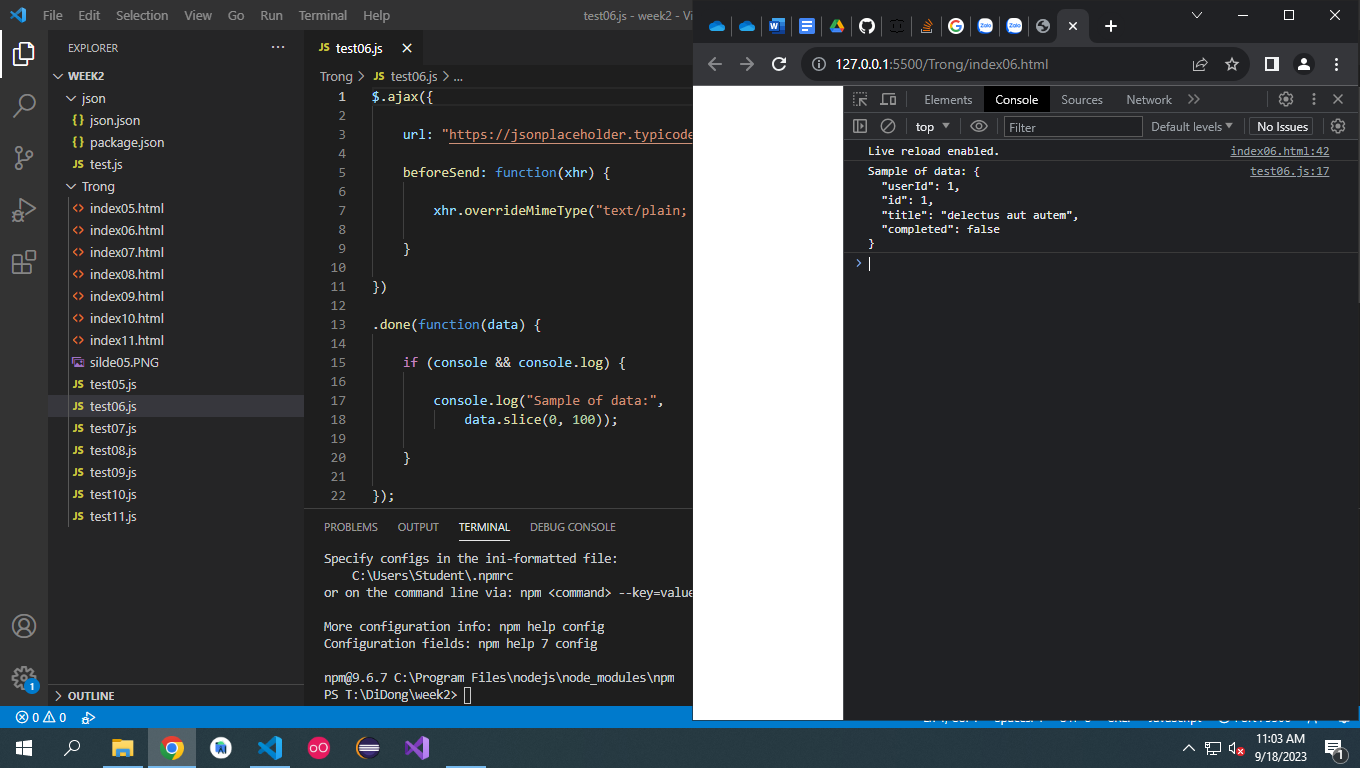 File Edit Selection View Go Run Terminal Help
test06.js - week2 - Vi
EXPLORER
WEEK2
json
{} json.json
{} package.json
JS test.js
Trong
<> index05.html
<> index06.html
<> index07.html
<> index08.html
<> index09.html
<> index10.html
<> index11.html
silde05.PNG
JS test05.js
JS test06.js
JS test07.js
JS test08.js
JS test09.js
JS test10.js
JS test11.js
OUTLINE
JS test06.js
Trong > JS test06.js > ...
1 $.ajax({
2
3 url: "https://jsonplaceholder.typicode
4
5 beforeSend: function(xhr) {
6
7 xhr.overrideMimeType("text/plain;
8
9 }
10
11 })
12
13 .done(function(data) {
14
15 if (console && console.log) {
16
17 console.log("Sample of data:",
18 data.slice(0, 100));
19
20 }
21
22 });
PROBLEMS OUTPUT TERMINAL DEBUG CONSOLE
Specify configs in the ini-formatted file:
C:\Users\Student\.npmrc
or on the command line via: npm <command> --key=value
More configuration info: npm help config
Configuration fields: npm help 7 config
npm@9.6.7 C:\Program Files\nodejs\node_modules\npm
PS T:\DiDong\week2>
0 0
1
127.0.0.1:5500/Trong/index06.html
Elements Console Sources Network
top Filter Default levels No Issues
Live reload enabled. index06.html:42
Sample of data: { test06.js:17
"userId": 1,
"id": 1,
"title": "delectus aut autem",
"completed": false
}
>
11:03 AM
9/18/2023
1